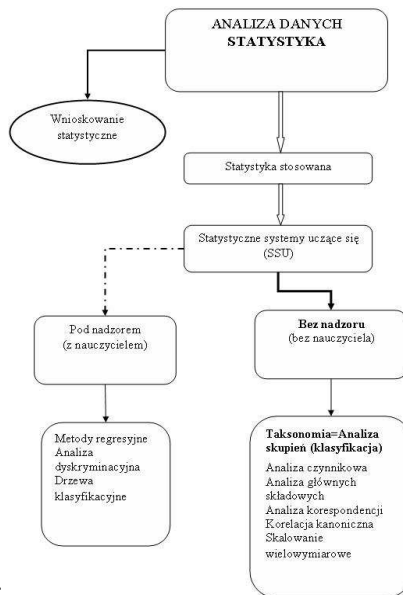 ANALIZA DANYCH
STATYSTYKA
Wnioskowanie
statystyczne
Statystyka stosowana
Statystyczne systemy uczące się
(SSU)
Pod nadzorem
(z nauczycielem)
Bez nadzoru
(bez nauczyciela)
Metody regresyjne
Analiza
dyskryminacyjna
Drzewa
klasyfikacyjne
Taksonomia=Analiza
skupień (klasyfikacja)
Analiza czynnikowa
Analiza głównych
składowych
Analiza korespondencji
Korelacja kanoniczna
Skalowanie
wielowymiarowe